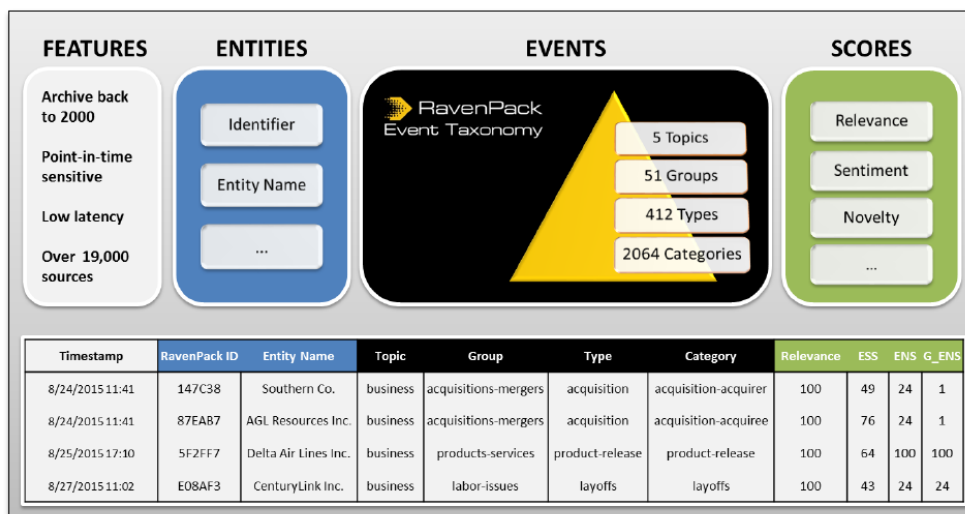 FEATURES
Archive back
to 2000
Point-in-time
sensitive
Low latency
Over 19,000
sources
ENTITIES
Identifier
Entity Name
...
EVENTS
RavenPack
Event Taxonomy
5 Topics
51 Groups
412 Types
2064 Categories
SCORES
Relevance
Sentiment
Novelty
...
Timestamp RavenPack ID Entity Name Topic Group Type Category Relevance ESS ENS G_ENS
8/24/2015 11:41 147C38 Southern Co. business acquisitions-mergers acquisition acquisition-acquirer 100 49 24 1
8/24/2015 11:41 87EAB7 AGL Resources Inc. business acquisitions-mergers acquisition acquisition-acquiree 100 76 24 1
8/25/2015 17:10 5F2FF7 Delta Air Lines Inc. business products-services product-release product-release 100 64 100 100
8/27/2015 11:02 E08AF3 CenturyLink Inc. business labor-issues layoffs layoffs 100 43 24 24